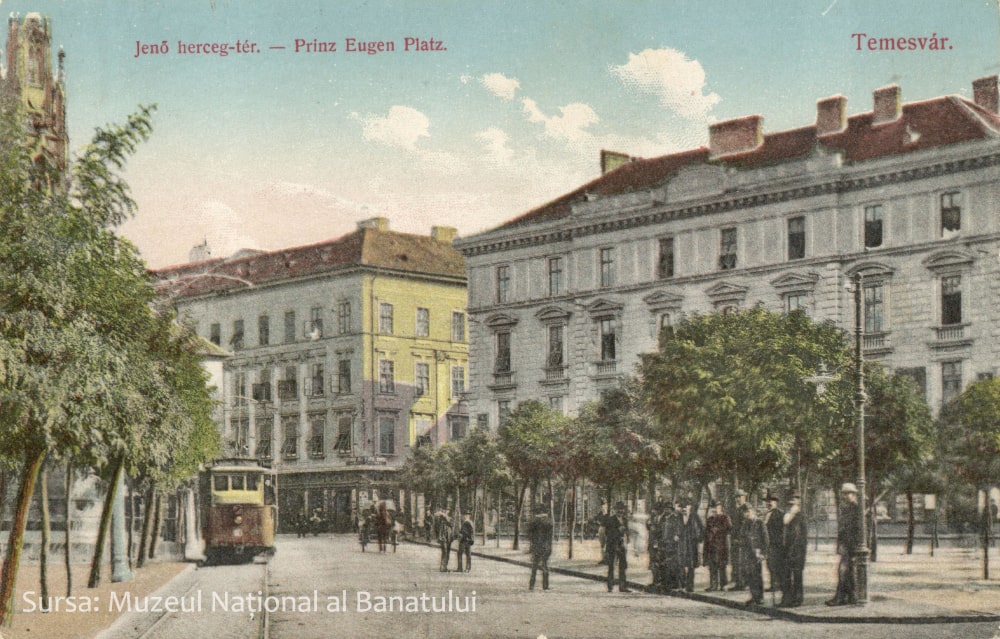 Jenő herceg-tér. — Prinz Eugen Platz.
Temesvár.
Sursa: Muzeul Național al Banatului